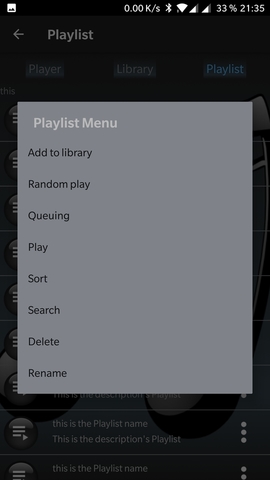 0.00 K/s 33 % 21:35
Playlist
Player Library Playlist
this
Playlist Menu
Add to library
Random play
Queuing
Play
Sort
Search
Delete
Rename
This is the description's Playlist
this is the Playlist name
This is the description's Playlist
this is the Playlist name